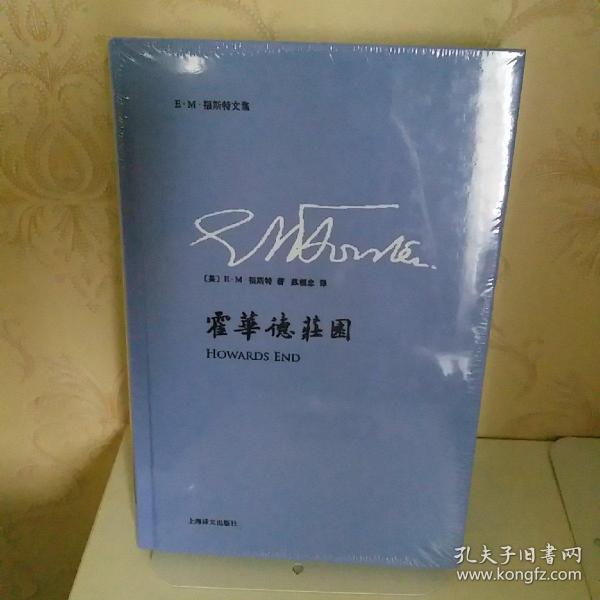 E·M·福斯特文集
EMForster.
〔英〕E·M·福斯特 著 苏福忠 译
霍華德莊園
HOWARDS END
上海译文出版社
孔夫子旧书网
www.kongfz.com